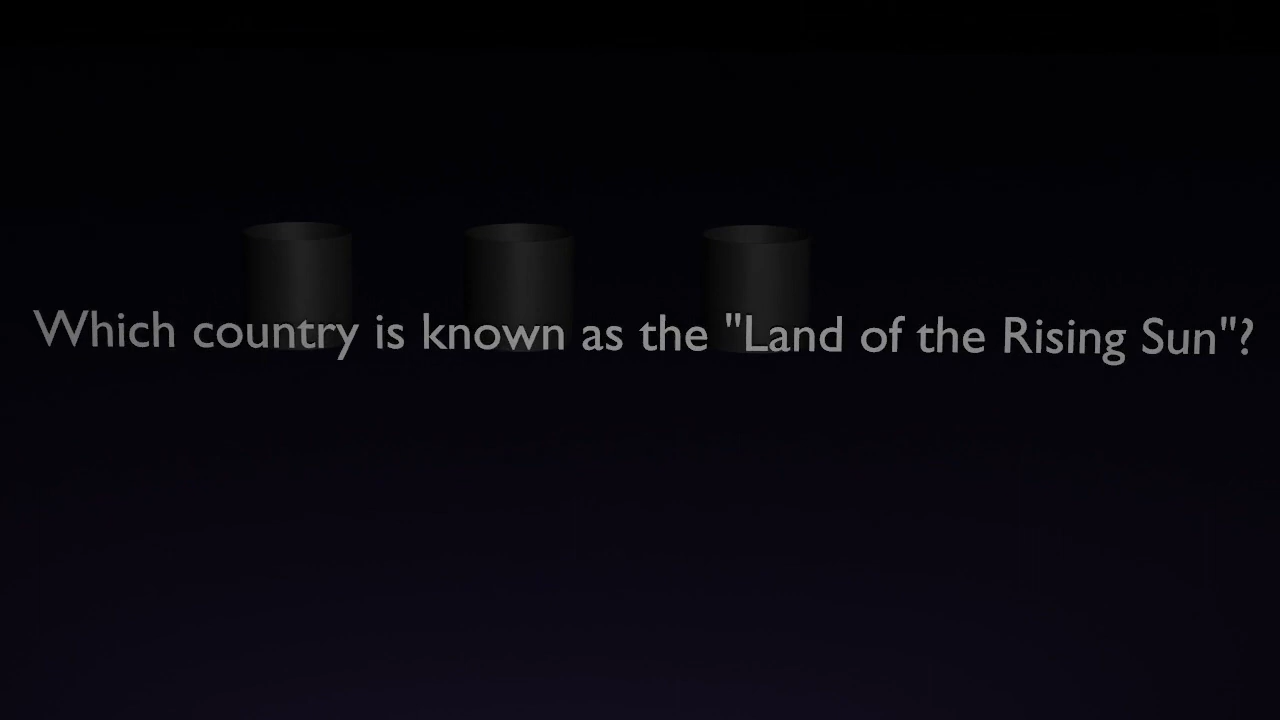 Which country is known as the "Land of the Rising Sun"?